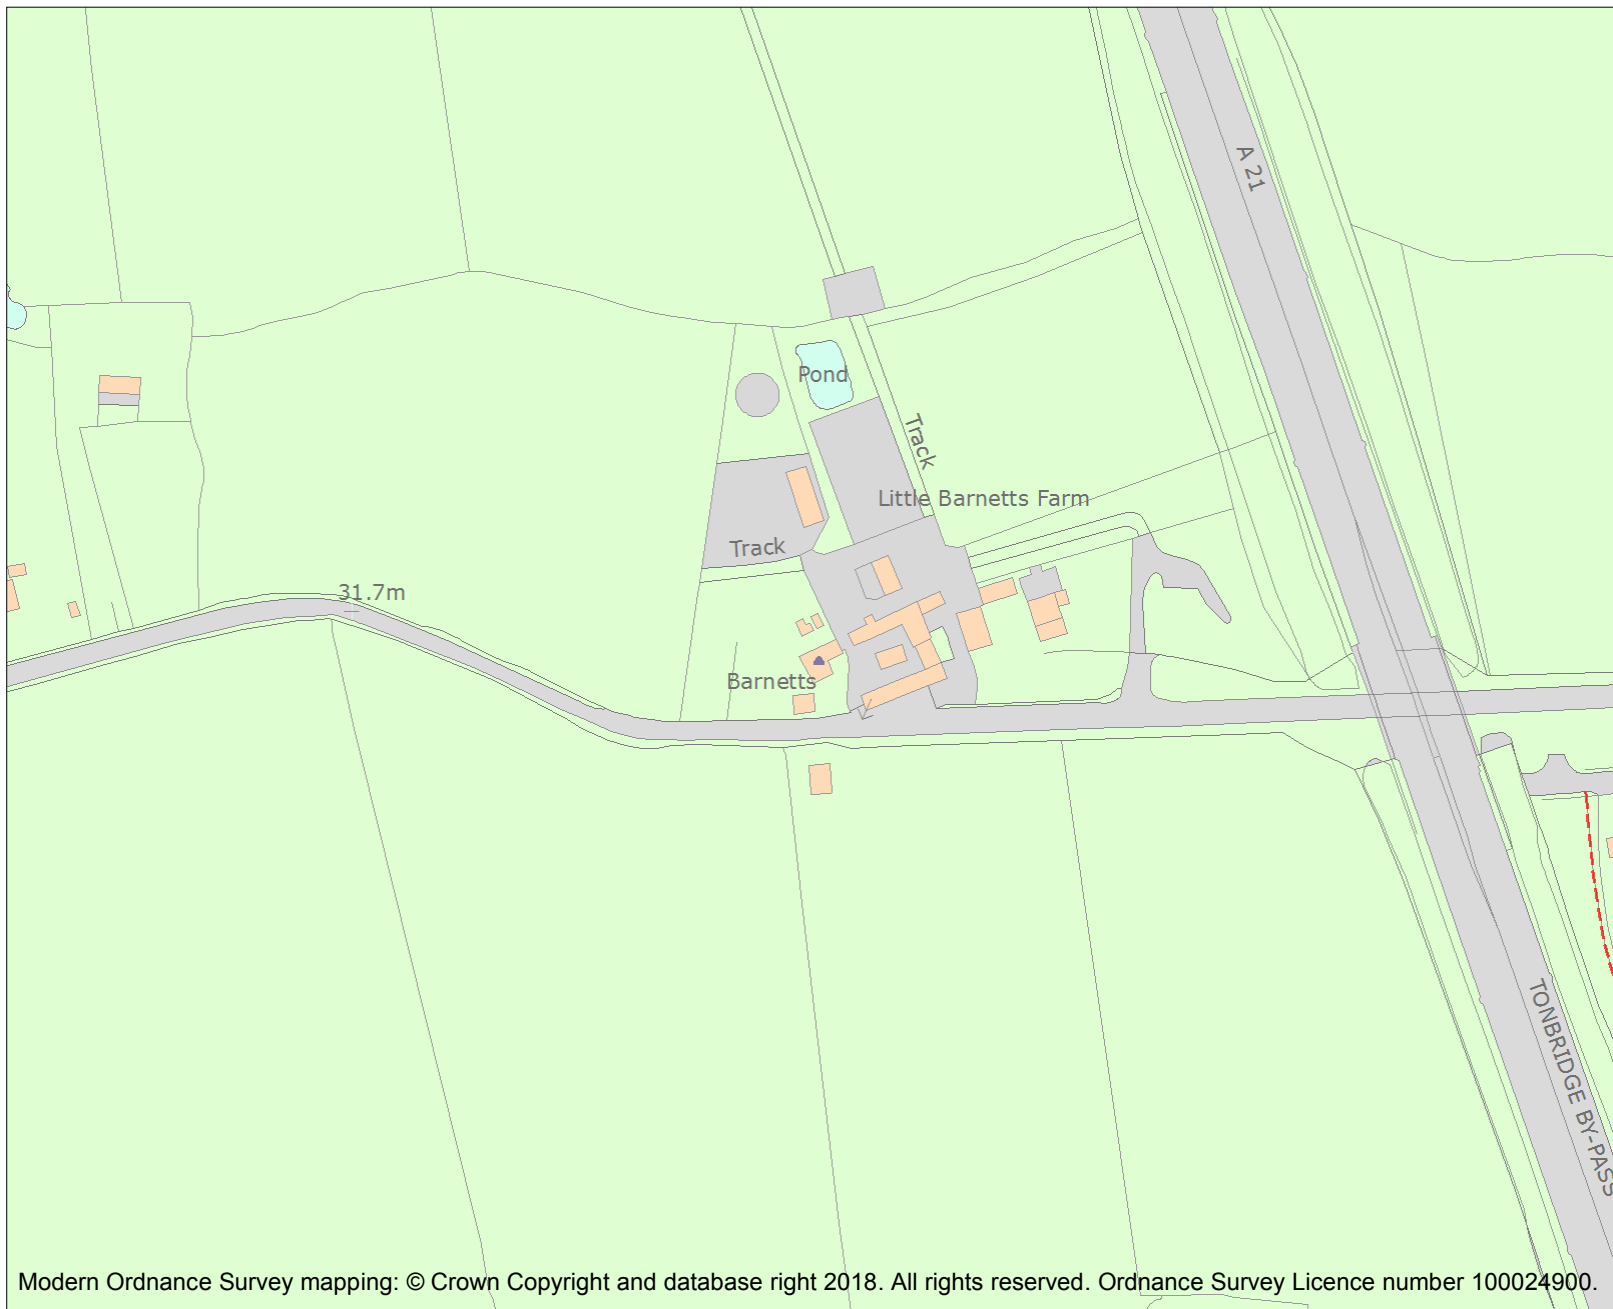 A 21
Pond
Track
Little Barnetts Farm
Track
31.7m
Barnetts
TONBRIDGE BY-PASS
Modern Ordnance Survey mapping: © Crown Copyright and database right 2018. All rights reserved. Ordnance Survey Licence number 100024900.